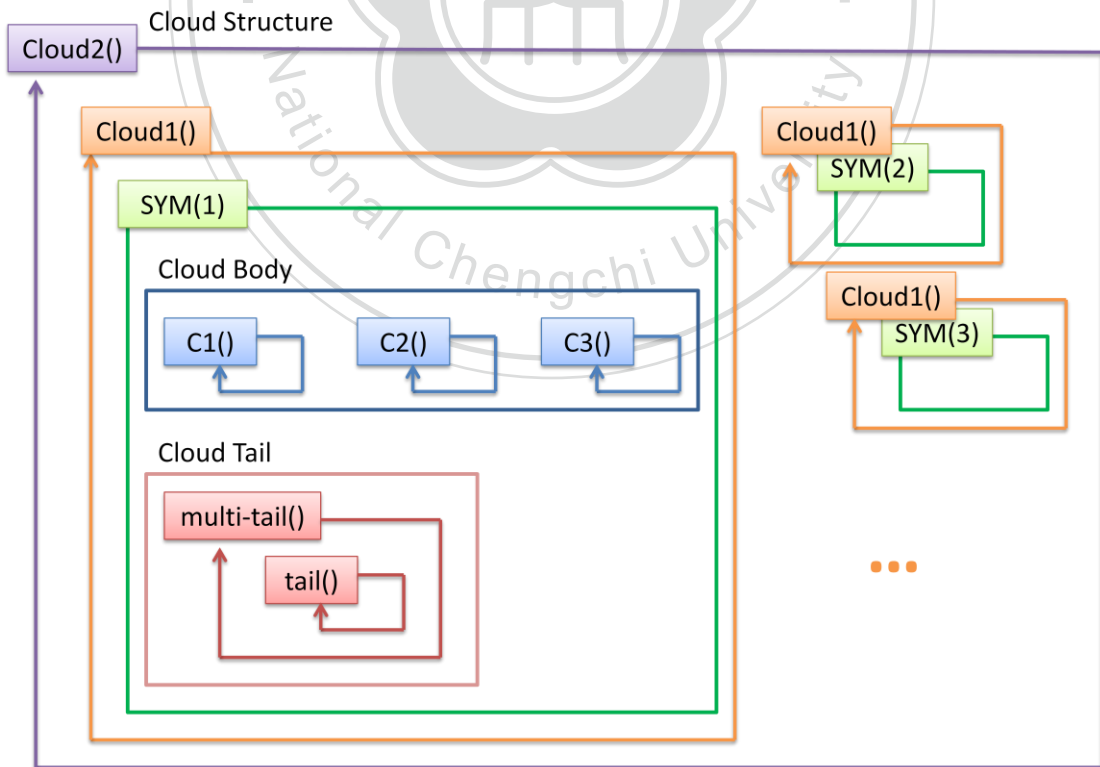 Cloud Structure
Cloud2()
Cloud1()
SYM(1)
Cloud Body
C1()
C2()
C3()
Cloud Tail
multi-tail()
tail()
Cloud1()
SYM(2)
Cloud1()
SYM(3)
...
National Chengchi University